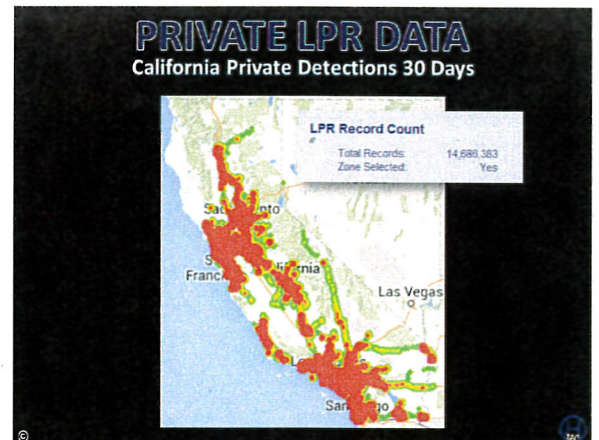 PRIVATE LPR DATA
California Private Detections 30 Days
LPR Record Count
Total Records: 14,686,383
Zone Selected: Yes
Las Vegas
©